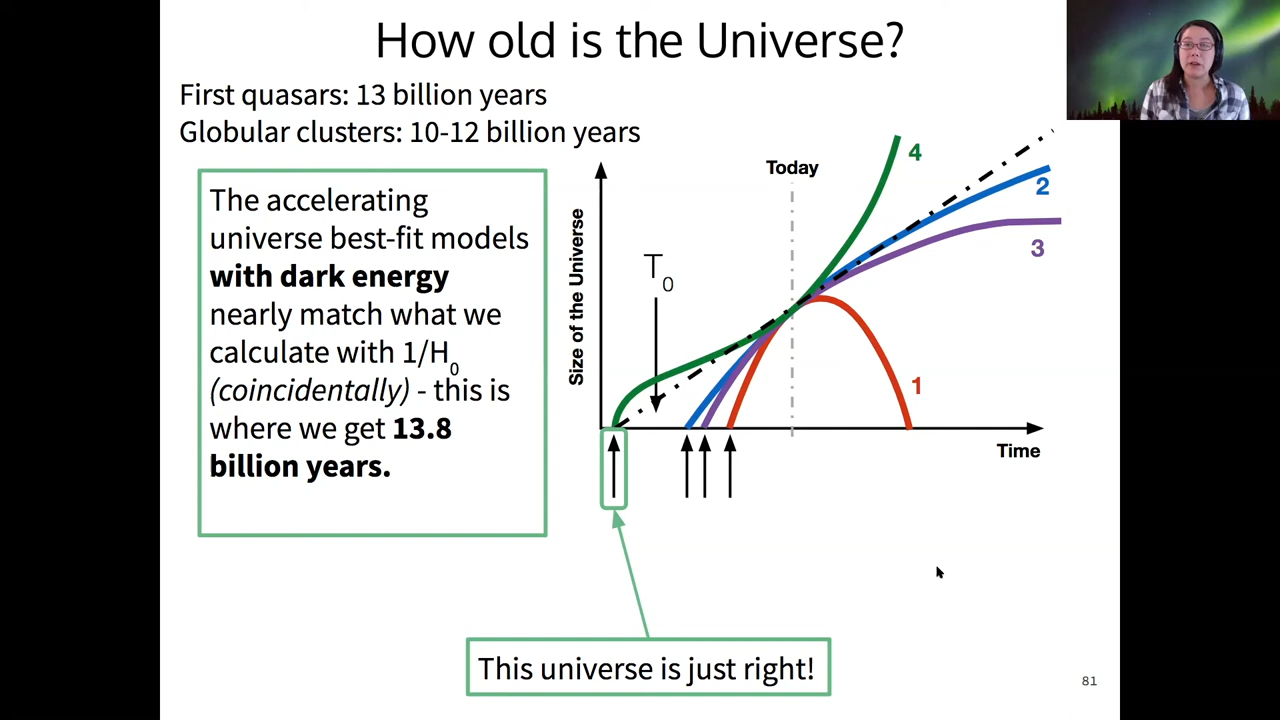 How old is the Universe?
First quasars: 13 billion years
Globular clusters: 10-12 billion years
The accelerating
universe best-fit models
with dark energy
nearly match what we
calculate with 1/H0
(coincidentally) - this is
where we get 13.8
billion years.
Size of the Universe
T0
Today
4
2
3
1
Time
This universe is just right!
81